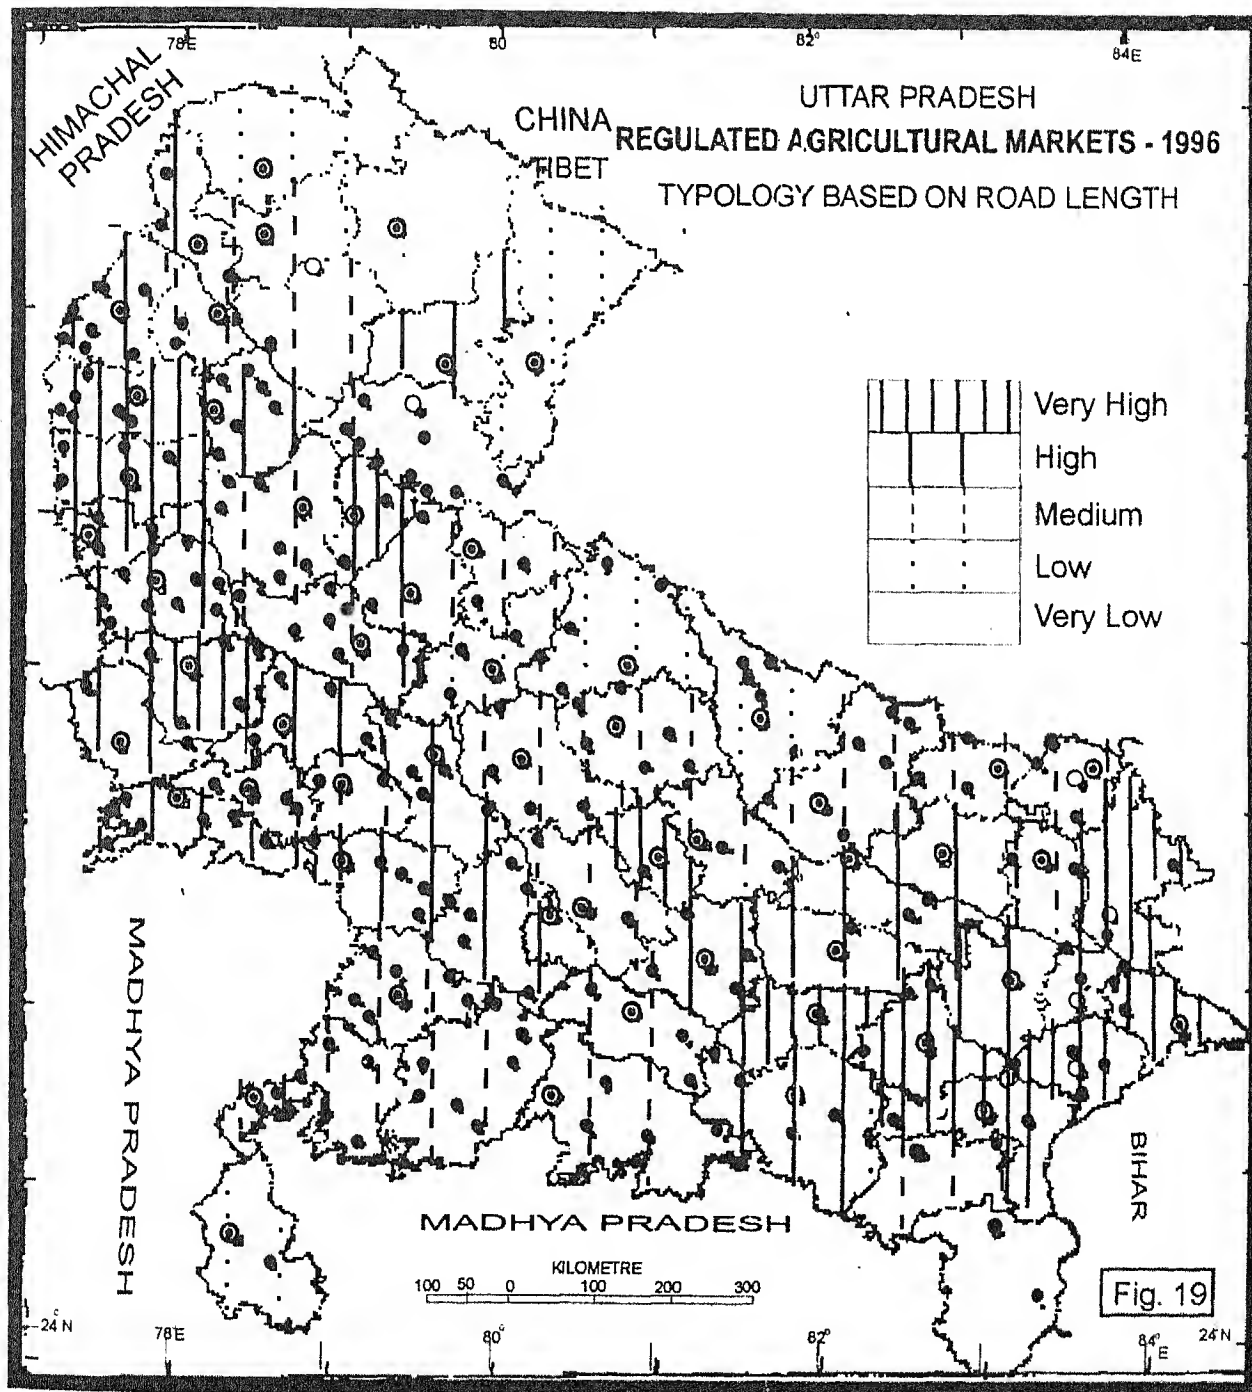 78°E 80 82° 84E
HIMACHAL
PRADESH
CHINA
TIBET
UTTAR PRADESH
REGULATED AGRICULTURAL MARKETS - 1996
TYPOLOGY BASED ON ROAD LENGTH
Very High
High
Medium
Low
Very Low
MADHYA PRADESH
MADHYA PRADESH
BIHAR
KILOMETRE
100 50 0 100 200 300
Fig. 19
24 N 78°E 80° 82° 84° E 24°N